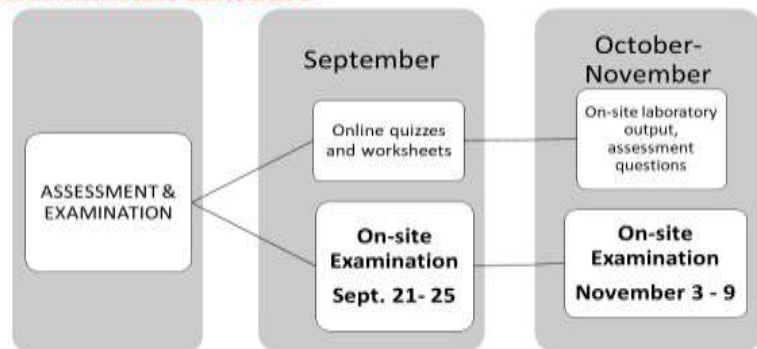 September
October-
November
Online quizzes
and worksheets
On-site laboratory
output,
assessment
questions
ASSESSMENT &
EXAMINATION
On-site
Examination
Sept. 21- 25
On-site
Examination
November 3 - 9